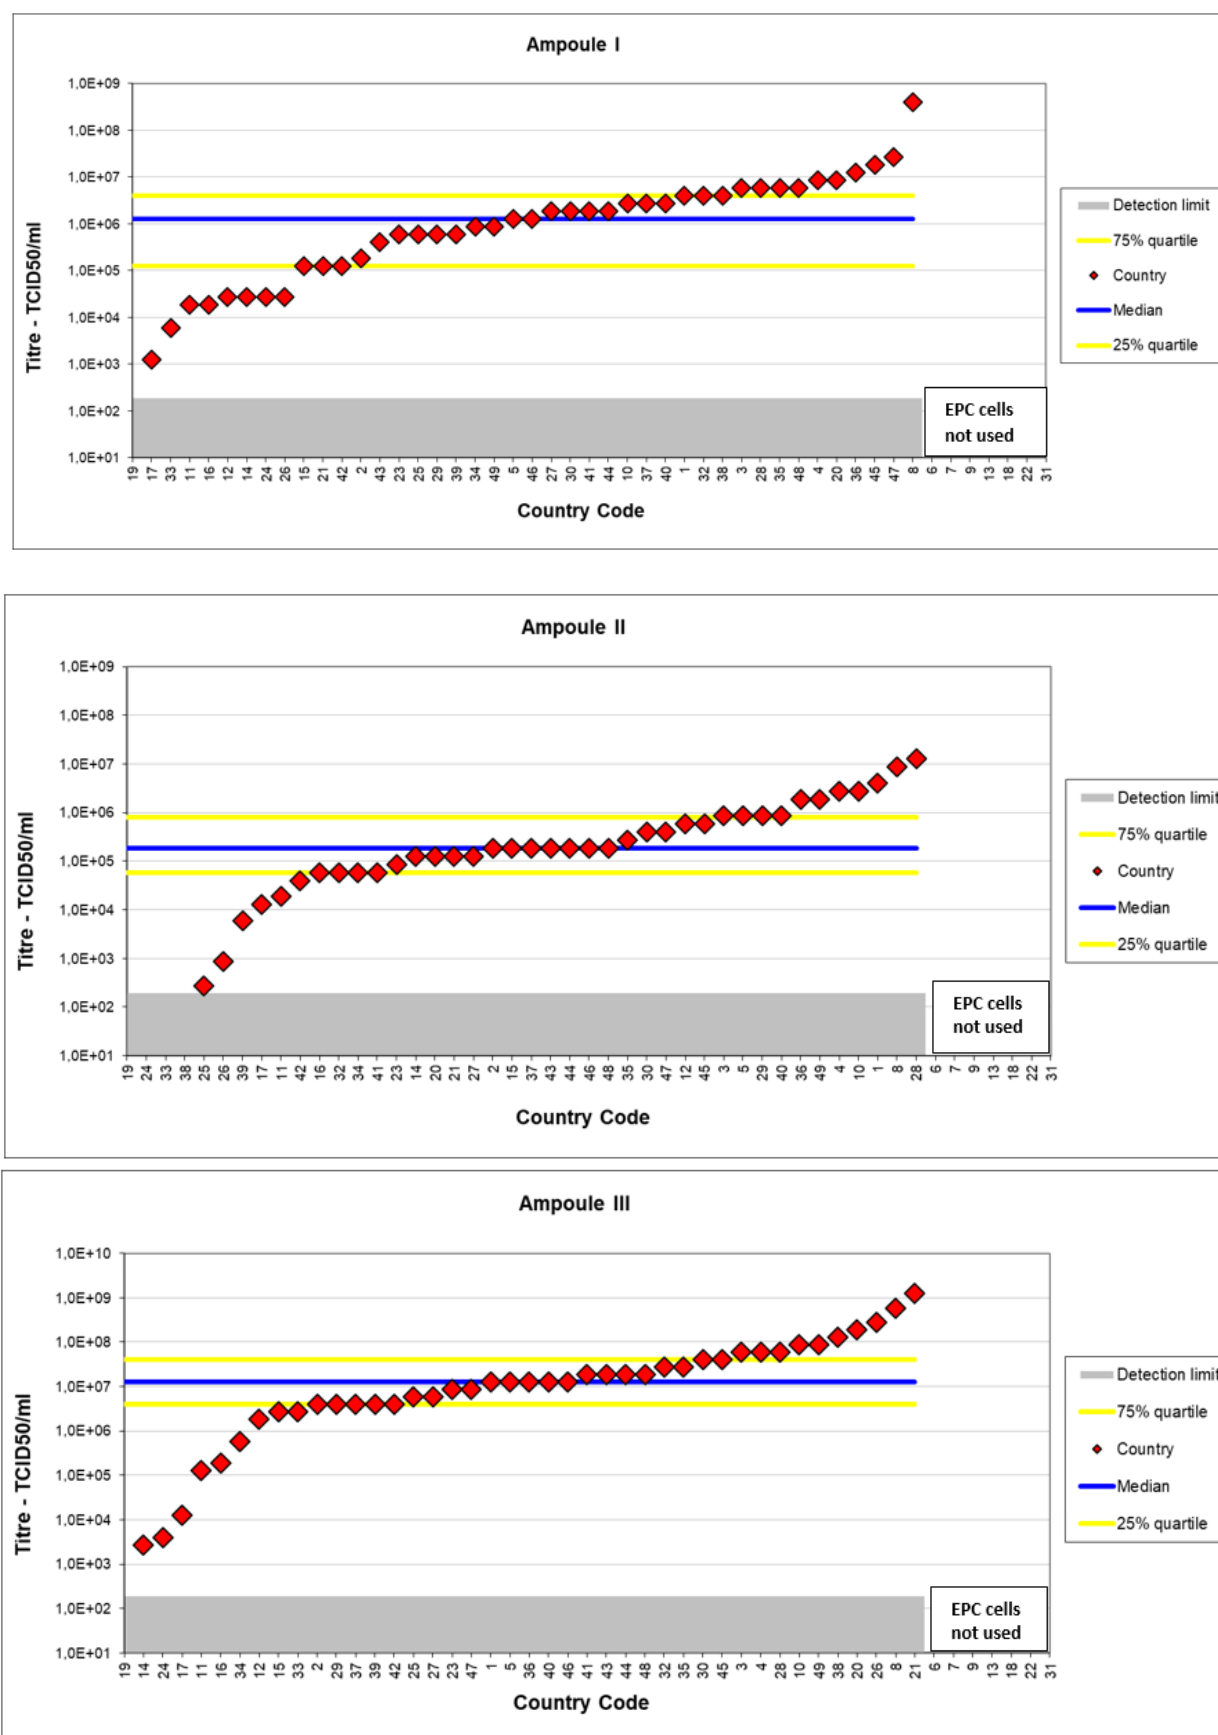 Ampoule I
Titre - TCID50/ml
1,0E+09
1,0E+08
1,0E+07
1,0E+06
1,0E+05
1,0E+04
1,0E+03
1,0E+02
1,0E+01
Detection limit
75% quartile
Country
Median
25% quartile
EPC cells
not used
19 17 33 11 16 12 14 24 26 15 21 42 2 43 23 25 29 39 34 49 5 46 27 30 41 44 10 37 40 1 32 38 3 28 35 48 4 20 36 45 47 8 6 7 9 13 18 22 31
Country Code
Ampoule II
Titre - TCID50/ml
1,0E+09
1,0E+08
1,0E+07
1,0E+06
1,0E+05
1,0E+04
1,0E+03
1,0E+02
1,0E+01
Detection limit
75% quartile
Country
Median
25% quartile
EPC cells
not used
19 24 33 38 25 26 39 17 11 42 16 32 34 41 23 14 20 21 27 2 15 37 43 44 46 48 35 30 47 12 45 3 5 29 40 36 49 4 10 1 8 28 6 7 9 13 18 22 31
Country Code
Ampoule III
Titre - TCID50/ml
1,0E+10
1,0E+09
1,0E+08
1,0E+07
1,0E+06
1,0E+05
1,0E+04
1,0E+03
1,0E+02
1,0E+01
Detection limit
75% quartile
Country
Median
25% quartile
EPC cells
not used
19 14 24 17 11 16 34 12 15 33 2 29 37 39 42 25 27 23 47 1 5 36 40 46 41 43 44 48 32 35 30 45 3 4 28 10 49 38 20 26 8 21 6 7 9 13 18 22 31
Country Code